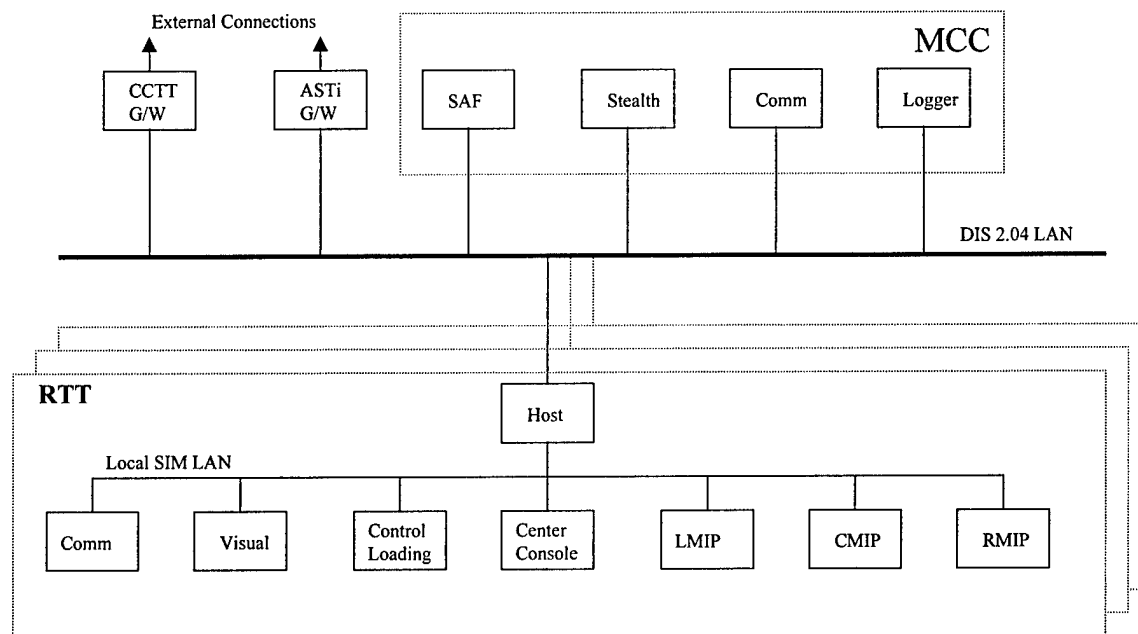 External Connections
MCC
CCTT
G/W
ASTi
G/W
SAF
Stealth
Comm
Logger
DIS 2.04 LAN
RTT
Host
Local SIM LAN
Comm
Visual
Control
Loading
Center
Console
LMIP
CMIP
RMIP